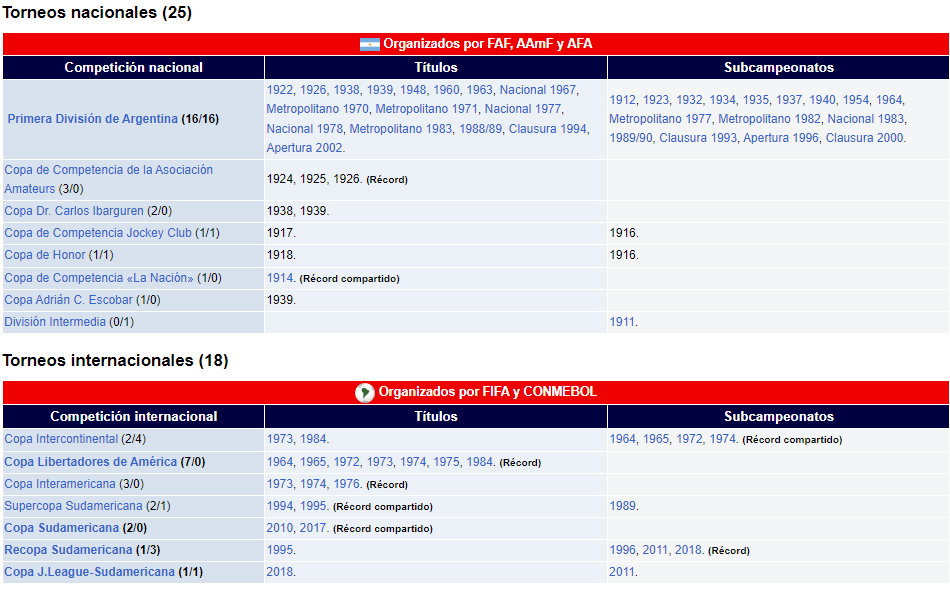 Torneos nacionales (25)
Organizados por FAF, AAmF y AFA
Competición nacional Títulos Subcampeonatos
Primera División de Argentina (16/16)
1922, 1926, 1938, 1939, 1948, 1960, 1963, Nacional 1967,
Metropolitano 1970, Metropolitano 1971, Nacional 1977,
Nacional 1978, Metropolitano 1983, 1988/89, Clausura 1994,
Apertura 2002.
1912, 1923, 1932, 1934, 1935, 1937, 1940, 1954, 1964,
Metropolitano 1977, Metropolitano 1982, Nacional 1983,
1989/90, Clausura 1993, Apertura 1996, Clausura 2000.
Copa de Competencia de la Asociación
Amateurs (3/0)
1924, 1925, 1926. (Récord)
Copa Dr. Carlos Ibarguren (2/0) 1938, 1939.
Copa de Competencia Jockey Club (1/1) 1917. 1916.
Copa de Honor (1/1) 1918. 1916.
Copa de Competencia «La Nación» (1/0) 1914. (Récord compartido)
Copa Adrián C. Escobar (1/0) 1939.
División Intermedia (0/1) 1911.
Torneos internacionales (18)
Organizados por FIFA y CONMEBOL
Competición internacional Títulos Subcampeonatos
Copa Intercontinental (2/4) 1973, 1984. 1964, 1965, 1972, 1974. (Récord compartido)
Copa Libertadores de América (7/0) 1964, 1965, 1972, 1973, 1974, 1975, 1984. (Récord)
Copa Interamericana (3/0) 1973, 1974, 1976. (Récord)
Supercopa Sudamericana (2/1) 1994, 1995. (Récord compartido) 1989.
Copa Sudamericana (2/0) 2010, 2017. (Récord compartido)
Recopa Sudamericana (1/3) 1995. 1996, 2011, 2018. (Récord)
Copa J.League-Sudamericana (1/1) 2018. 2011.